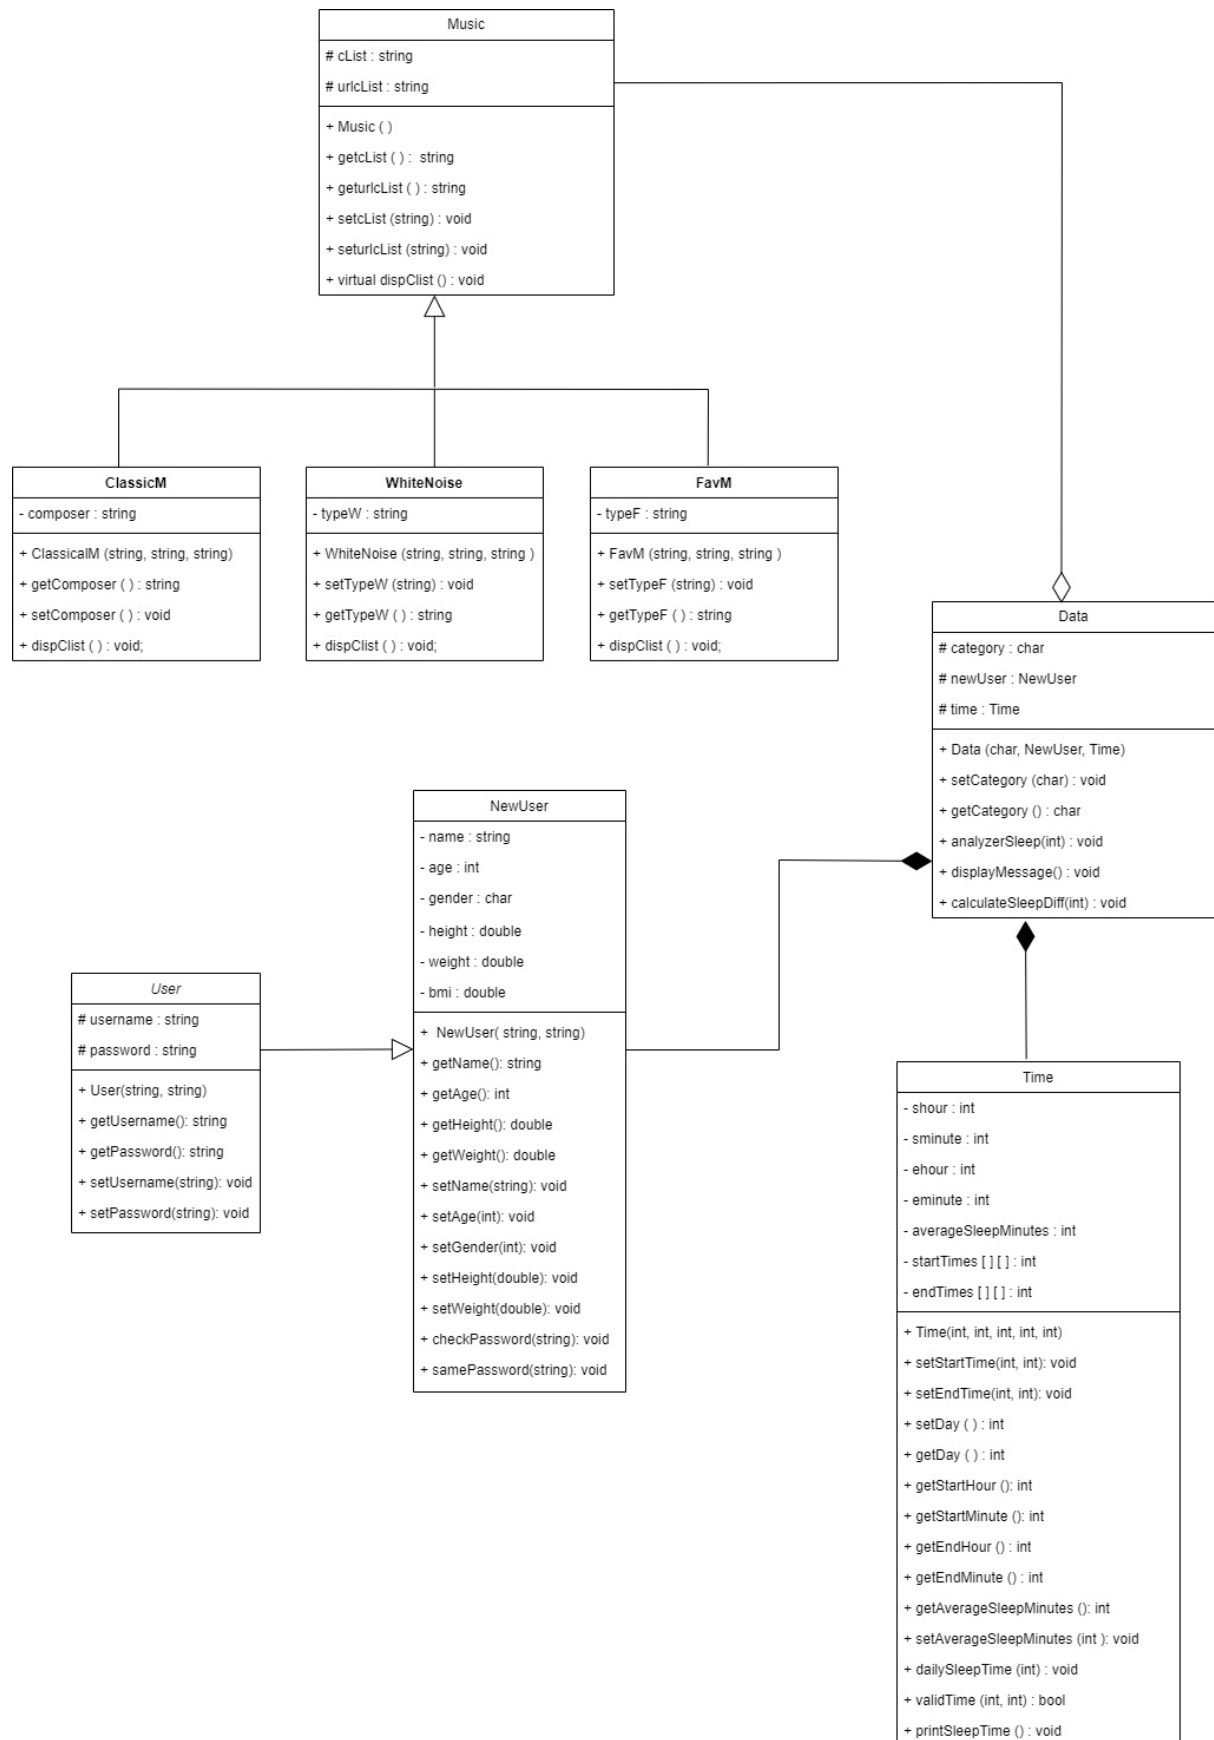 Music
# cList : string
# urlcList : string
+ Music ( )
+ getcList ( ) : string
+ geturlcList ( ) : string
+ setcList (string) : void
+ seturlcList (string) : void
+ virtual dispClist () : void
ClassicM
- composer : string
+ ClassicalM (string, string, string)
+ getComposer ( ) : string
+ setComposer ( ) : void
+ dispClist ( ) : void;
WhiteNoise
- typeW : string
+ WhiteNoise (string, string, string )
+ setTypeW (string) : void
+ getTypeW ( ) : string
+ dispClist ( ) : void;
FavM
- typeF : string
+ FavM (string, string, string )
+ setTypeF (string) : void
+ getTypeF ( ) : string
+ dispClist ( ) : void;
Data
# category : char
# newUser : NewUser
# time : Time
+ Data (char, NewUser, Time)
+ setCategory (char) : void
+ getCategory () : char
+ analyzerSleep(int) : void
+ displayMessage() : void
+ calculateSleepDiff(int) : void
NewUser
- name : string
- age : int
- gender : char
- height : double
- weight : double
- bmi : double
+ NewUser( string, string)
+ getName(): string
+ getAge(): int
+ getHeight(): double
+ getWeight(): double
+ setName(string): void
+ setAge(int): void
+ setGender(int): void
+ setHeight(double): void
+ setWeight(double): void
+ checkPassword(string): void
+ samePassword(string): void
User
# username : string
# password : string
+ User(string, string)
+ getUsername(): string
+ getPassword(): string
+ setUsername(string): void
+ setPassword(string): void
Time
- shour : int
- sminute : int
- ehour : int
- eminute : int
- averageSleepMinutes : int
- startTimes [ ] [ ] : int
- endTimes [ ] [ ] : int
+ Time(int, int, int, int, int)
+ setStartTime(int, int): void
+ setEndTime(int, int): void
+ setDay ( ) : int
+ getDay ( ) : int
+ getStartHour (): int
+ getStartMinute (): int
+ getEndHour () : int
+ getEndMinute () : int
+ getAverageSleepMinutes (): int
+ setAverageSleepMinutes (int ): void
+ dailySleepTime (int) : void
+ validTime (int, int) : bool
+ printSleepTime () : void